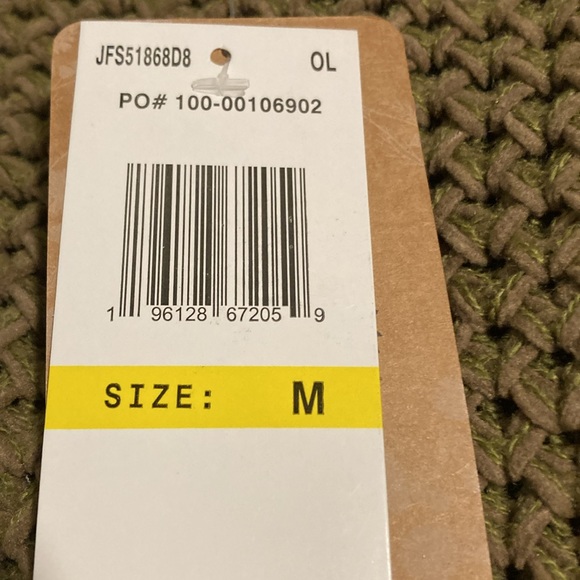 JFS51868D8 OL
PO# 100-00106902
1 96128 67205 9
SIZE: M